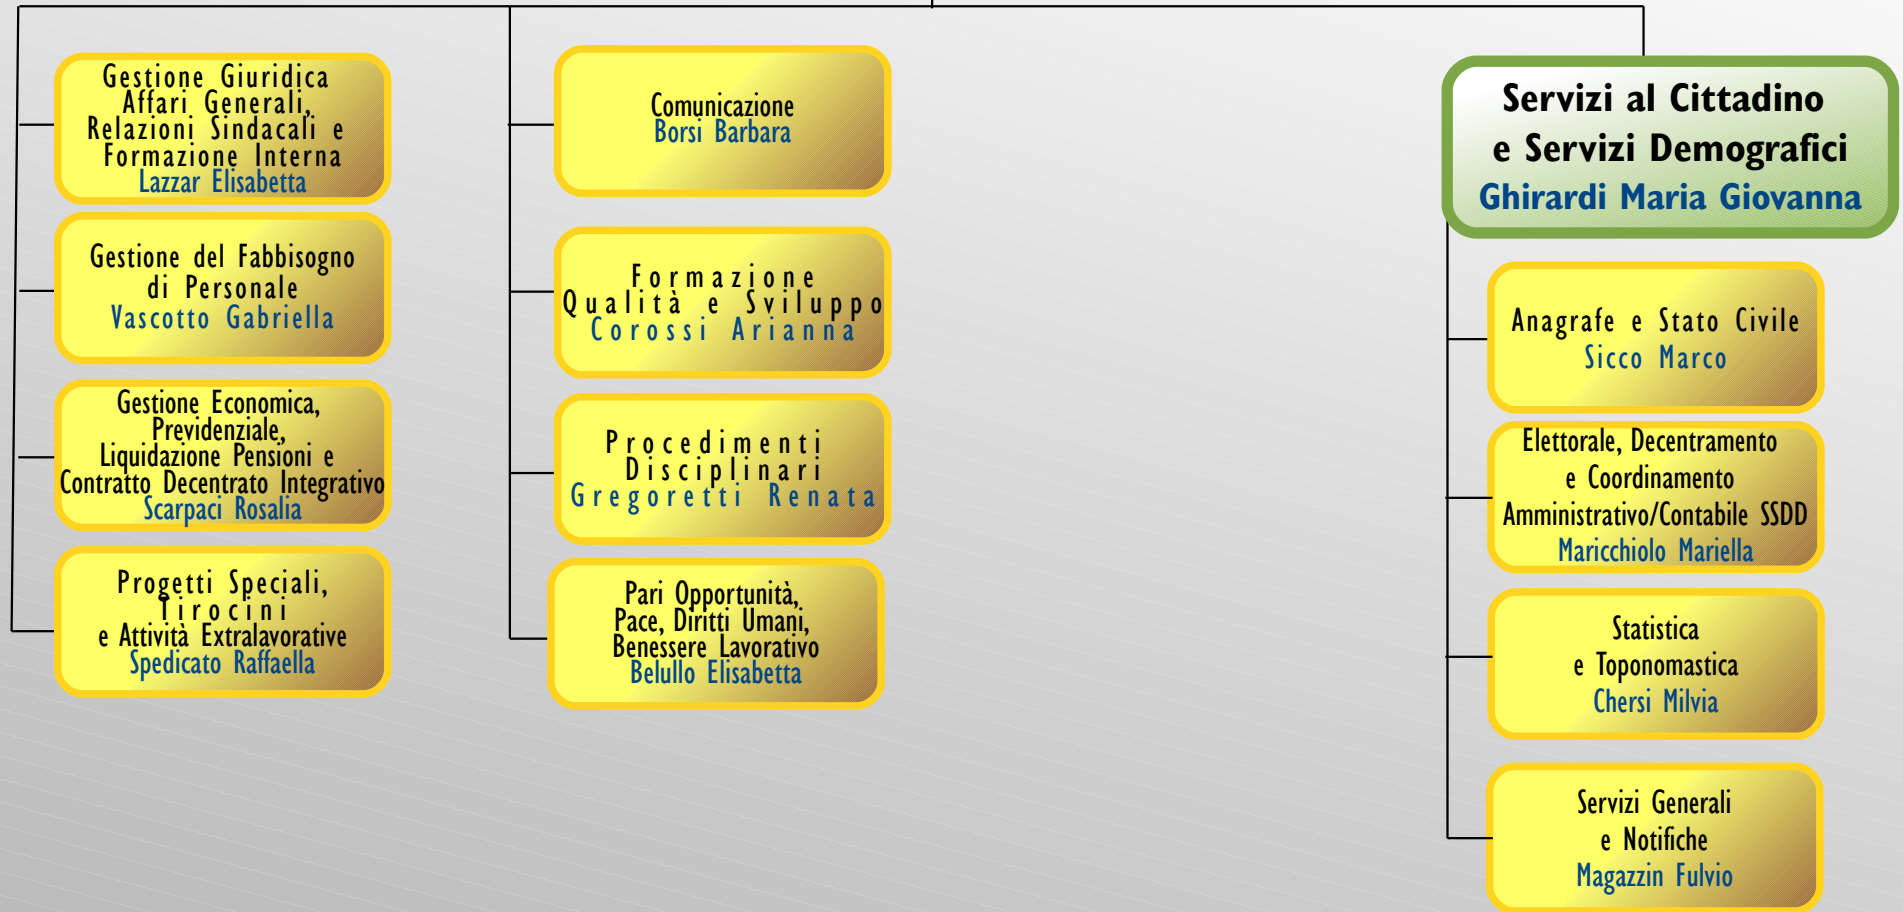 Gestione Giuridica
Affari Generali,
Relazioni Sindacali e
Formazione Interna
Lazzar Elisabetta
Gestione del Fabbisogno
di Personale
Vascotto Gabriella
Gestione Economica,
Previdenziale,
Liquidazione Pensioni e
Contratto Decentrato Integrativo
Scarpaci Rosalia
Progetti Speciali,
Tirocini
e Attività Extralavorative
Spedicato Raffaella
Comunicazione
Borsi Barbara
Formazione
Qualità e Sviluppo
Corossi Arianna
Procedimenti
Disciplinari
Gregoretti Renata
Pari Opportunità,
Pace, Diritti Umani,
Benessere Lavorativo
Belullo Elisabetta
Servizi al Cittadino
e Servizi Demografici
Ghirardi Maria Giovanna
Anagrafe e Stato Civile
Sicco Marco
Elettorale, Decentramento
e Coordinamento
Amministrativo/Contabile SSDD
Maricchiolo Mariella
Statistica
e Toponomastica
Chersi Milvia
Servizi Generali
e Notifiche
Magazzin Fulvio